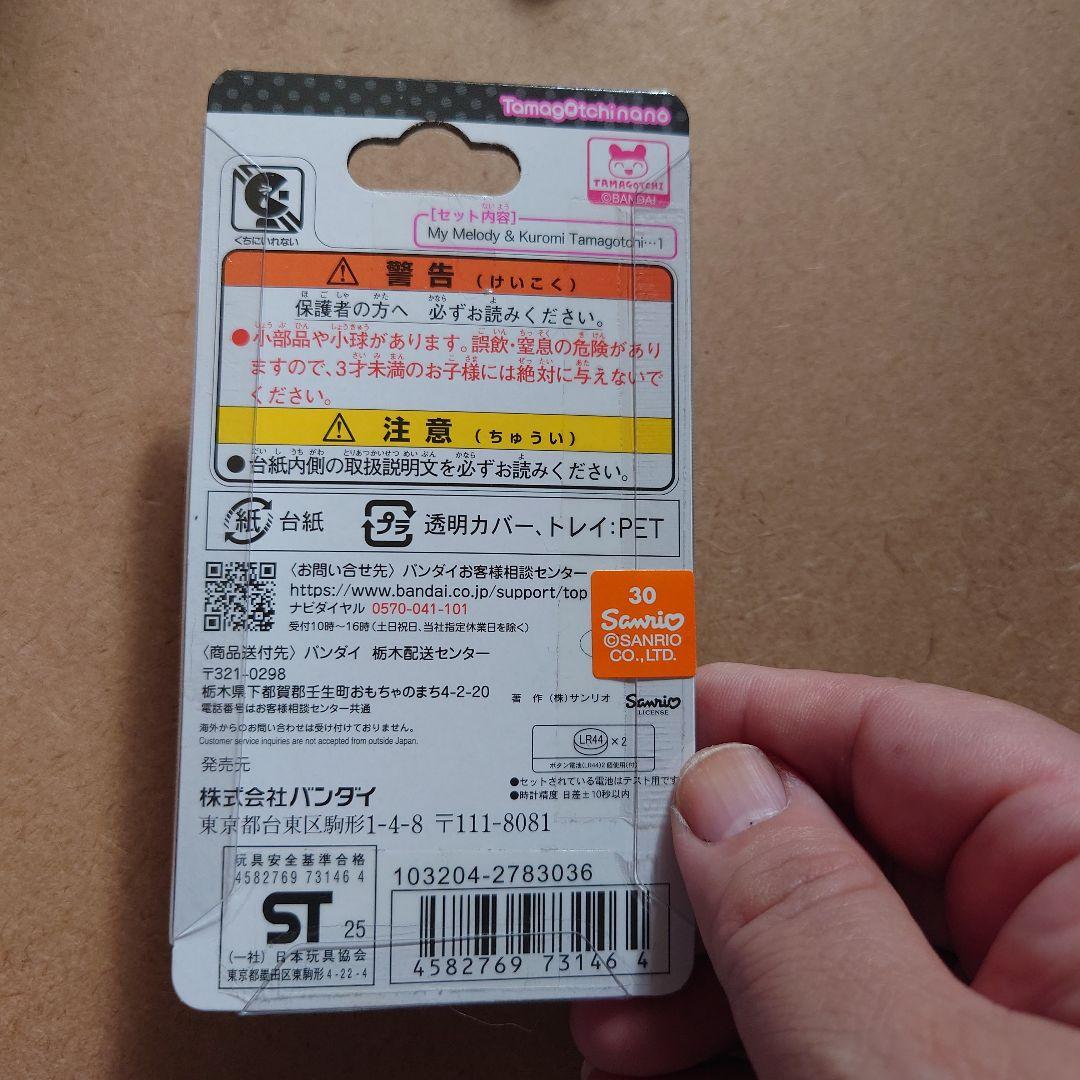 Tamagotchi nano
TAMAGOTCHI
©BANDAI
くちにいれない
[セット内容]
My Melody & Kuromi Tamagotchi…1
⚠ 警告 (けいこく)
保護者の方へ 必ずお読みください。
●小部品や小球があります。誤飲・窒息の危険があり
ますので、3才未満のお子様には絶対に与えないで
ください。
⚠ 注意 (ちゅうい)
●台紙内側の取扱説明文を必ずお読みください。
紙 台紙 プラ 透明カバー、トレイ:PET
〈お問い合せ先〉バンダイお客様相談センター
https://www.bandai.co.jp/support/top
ナビダイヤル 0570-041-101
受付10時〜16時(土日祝日、当社指定休業日を除く)
30
Sanrio
©SANRIO
CO.,LTD.
〈商品送付先〉バンダイ 栃木配送センター
〒321-0298
栃木県下都賀郡壬生町おもちゃのまち4-2-20
電話番号はお客様相談センター共通
著 作 (株)サンリオ
Sanrio
LICENSE
海外からのお問い合わせは受け付けておりません。
Customer service inquiries are not accepted from outside Japan.
LR44 ×2
ボタン電池(LR44)2個使用(付)
●セットされている電池はテスト用です
●時計精度 日差±10秒以内
発売元
株式会社バンダイ
東京都台東区駒形1-4-8 〒111-8081
玩具安全基準合格
4582769 73146 4
ST 25
(一社)日本玩具協会
東京都墨田区東駒形4-22-4
103204-2783036
4582769 73146 4